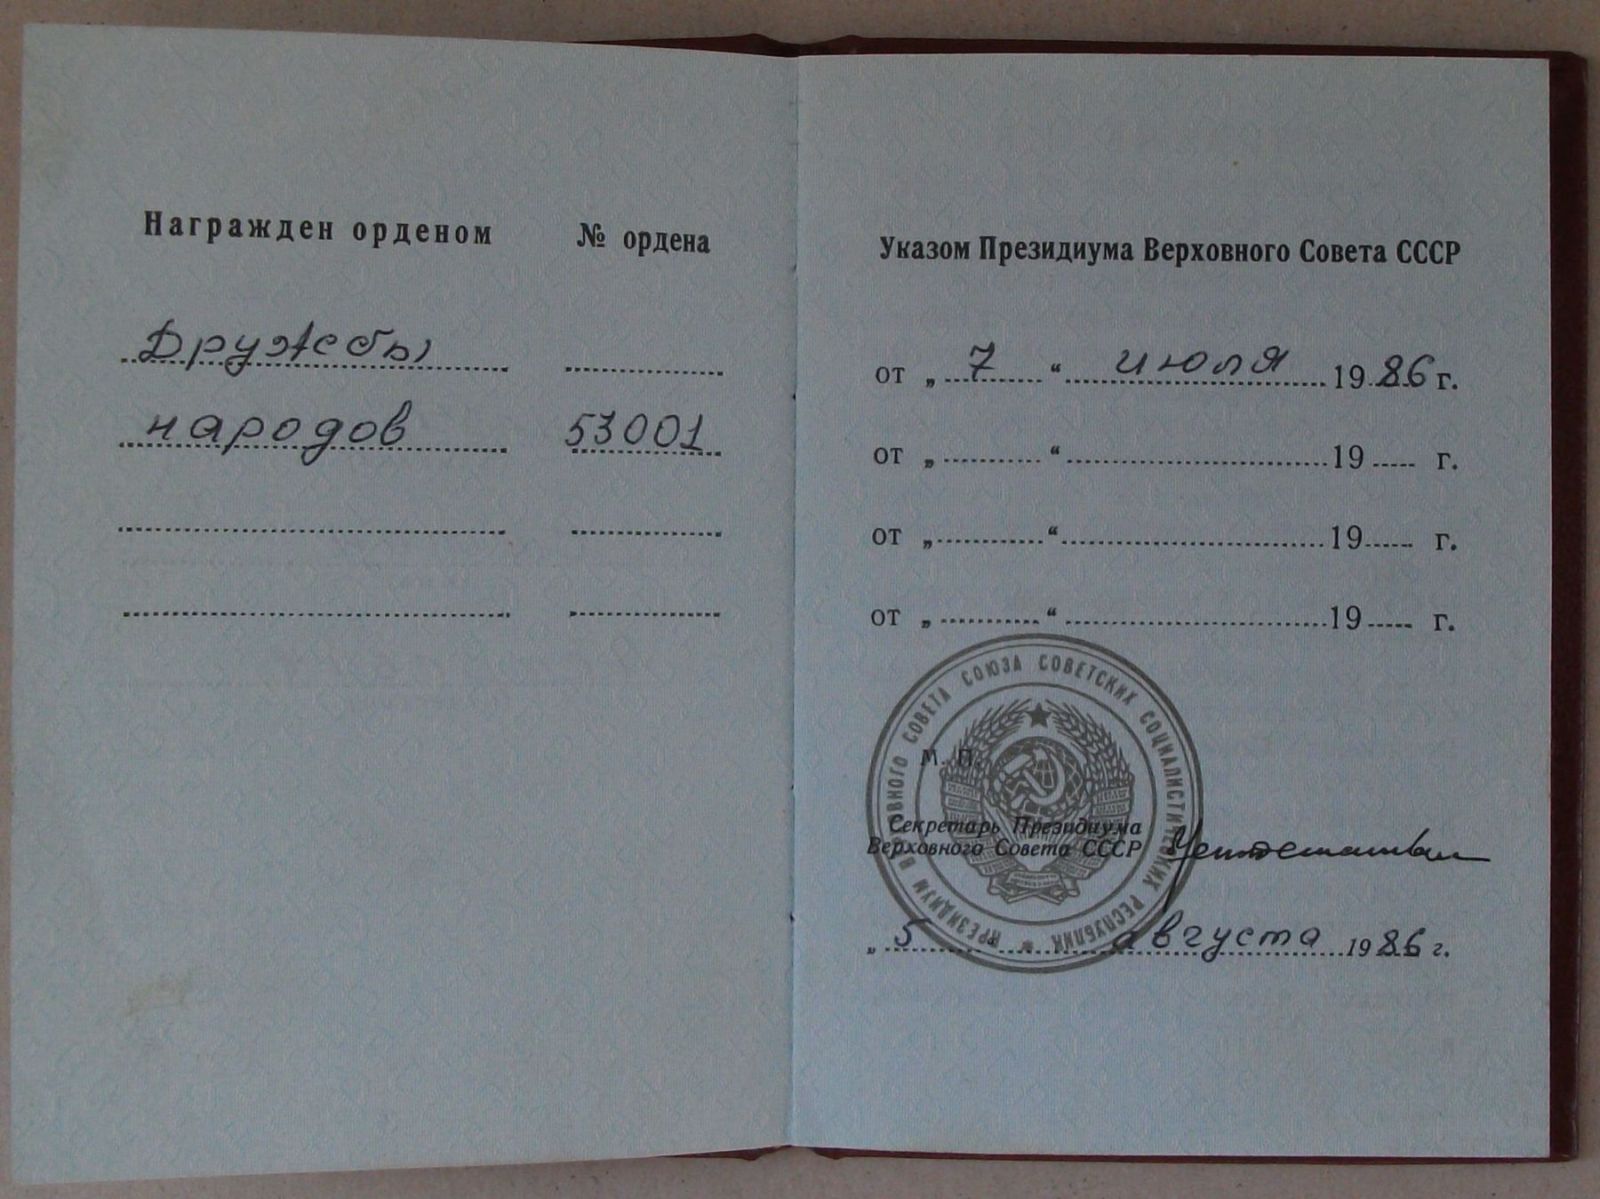 Награжден орденом № ордена
Дружбы
народов 53001
Указом Президиума Верховного Совета СССР
от „ 7 “ июля 1986 г.
от „ “ 19 г.
от „ “ 19 г.
от „ “ 19 г.
ПРЕЗИДИУМ ВЕРХОВНОГО СОВЕТА СОЮЗА СОВЕТСКИХ СОЦИАЛИСТИЧЕСКИХ РЕСПУБЛИК
М. П.
Секретарь Президиума
Верховного Совета СССР
„ 5 августа 1986 г.